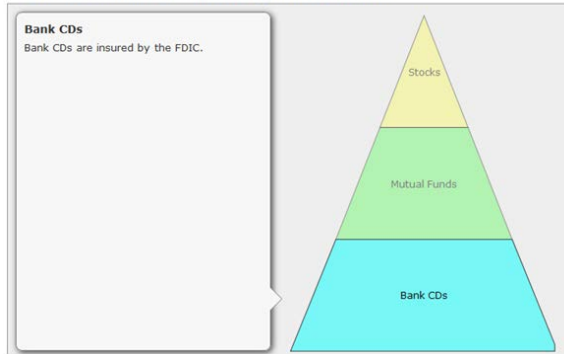 Bank CDs
Bank CDs are insured by the FDIC.
Stocks
Mutual Funds
Bank CDs